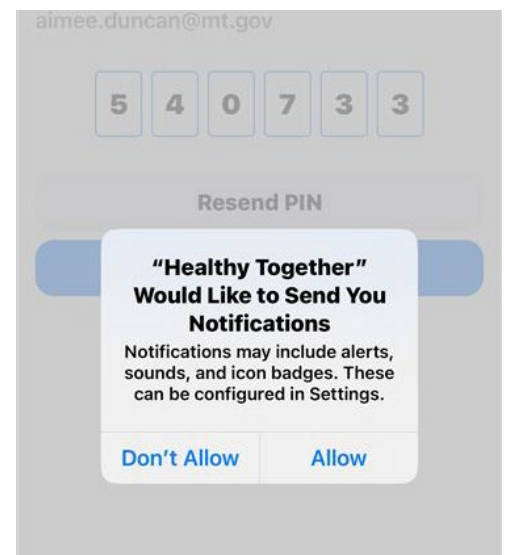 aimee.duncan@mt.gov
5 4 0 7 3 3
Resend PIN
“Healthy Together”
Would Like to Send You
Notifications
Notifications may include alerts,
sounds, and icon badges. These
can be configured in Settings.
Don’t Allow Allow